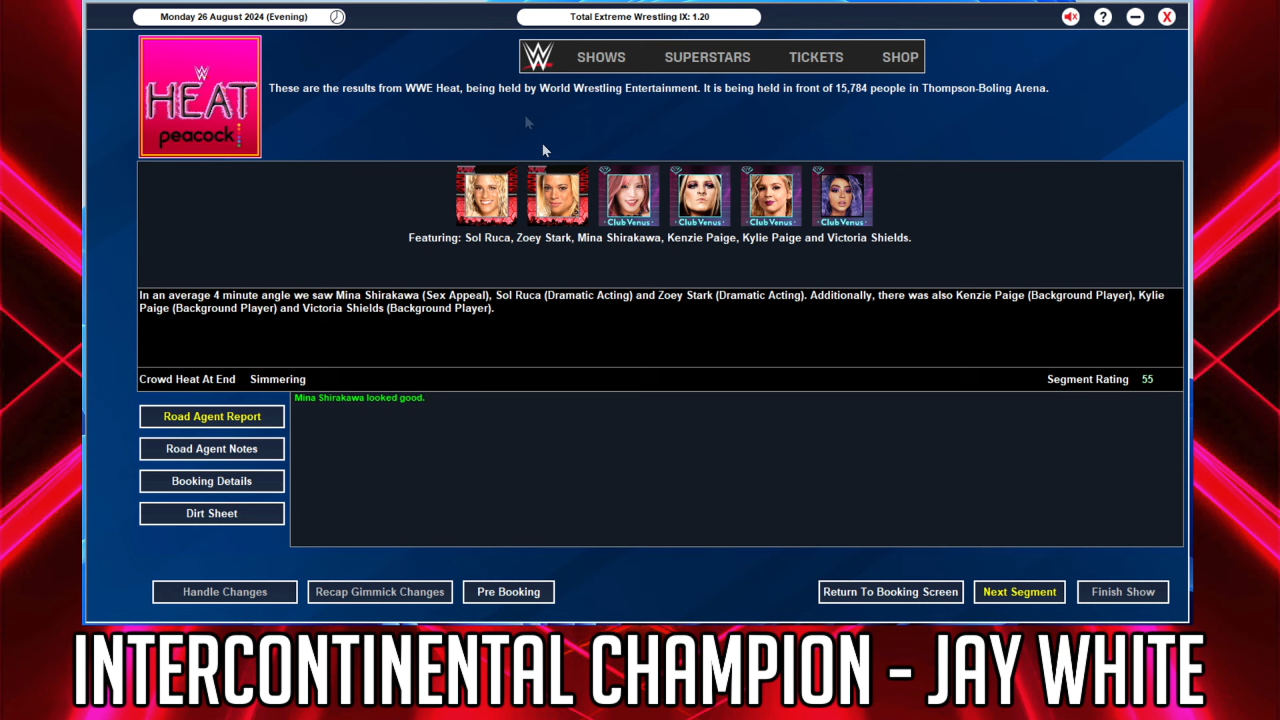 Monday 26 August 2024 (Evening)
Total Extreme Wrestling IX: 1.20
?
X
SHOWS
SUPERSTARS
TICKETS
SHOP
HEAT
peacock
These are the results from WWE Heat, being held by World Wrestling Entertainment. It is being held in front of 15,784 people in Thompson-Boling Arena.
Club Venus
Club Venus
Club Venus
Club Venus
Featuring: Sol Ruca, Zoey Stark, Mina Shirakawa, Kenzie Paige, Kylie Paige and Victoria Shields.
In an average 4 minute angle we saw Mina Shirakawa (Sex Appeal), Sol Ruca (Dramatic Acting) and Zoey Stark (Dramatic Acting). Additionally, there was also Kenzie Paige (Background Player), Kylie
Paige (Background Player) and Victoria Shields (Background Player).
Crowd Heat At End Simmering
Segment Rating 55
Road Agent Report
Mina Shirakawa looked good.
Road Agent Notes
Booking Details
Dirt Sheet
Handle Changes
Recap Gimmick Changes
Pre Booking
Return To Booking Screen
Next Segment
Finish Show
INTERCONTINENTAL CHAMPION - JAY WHITE